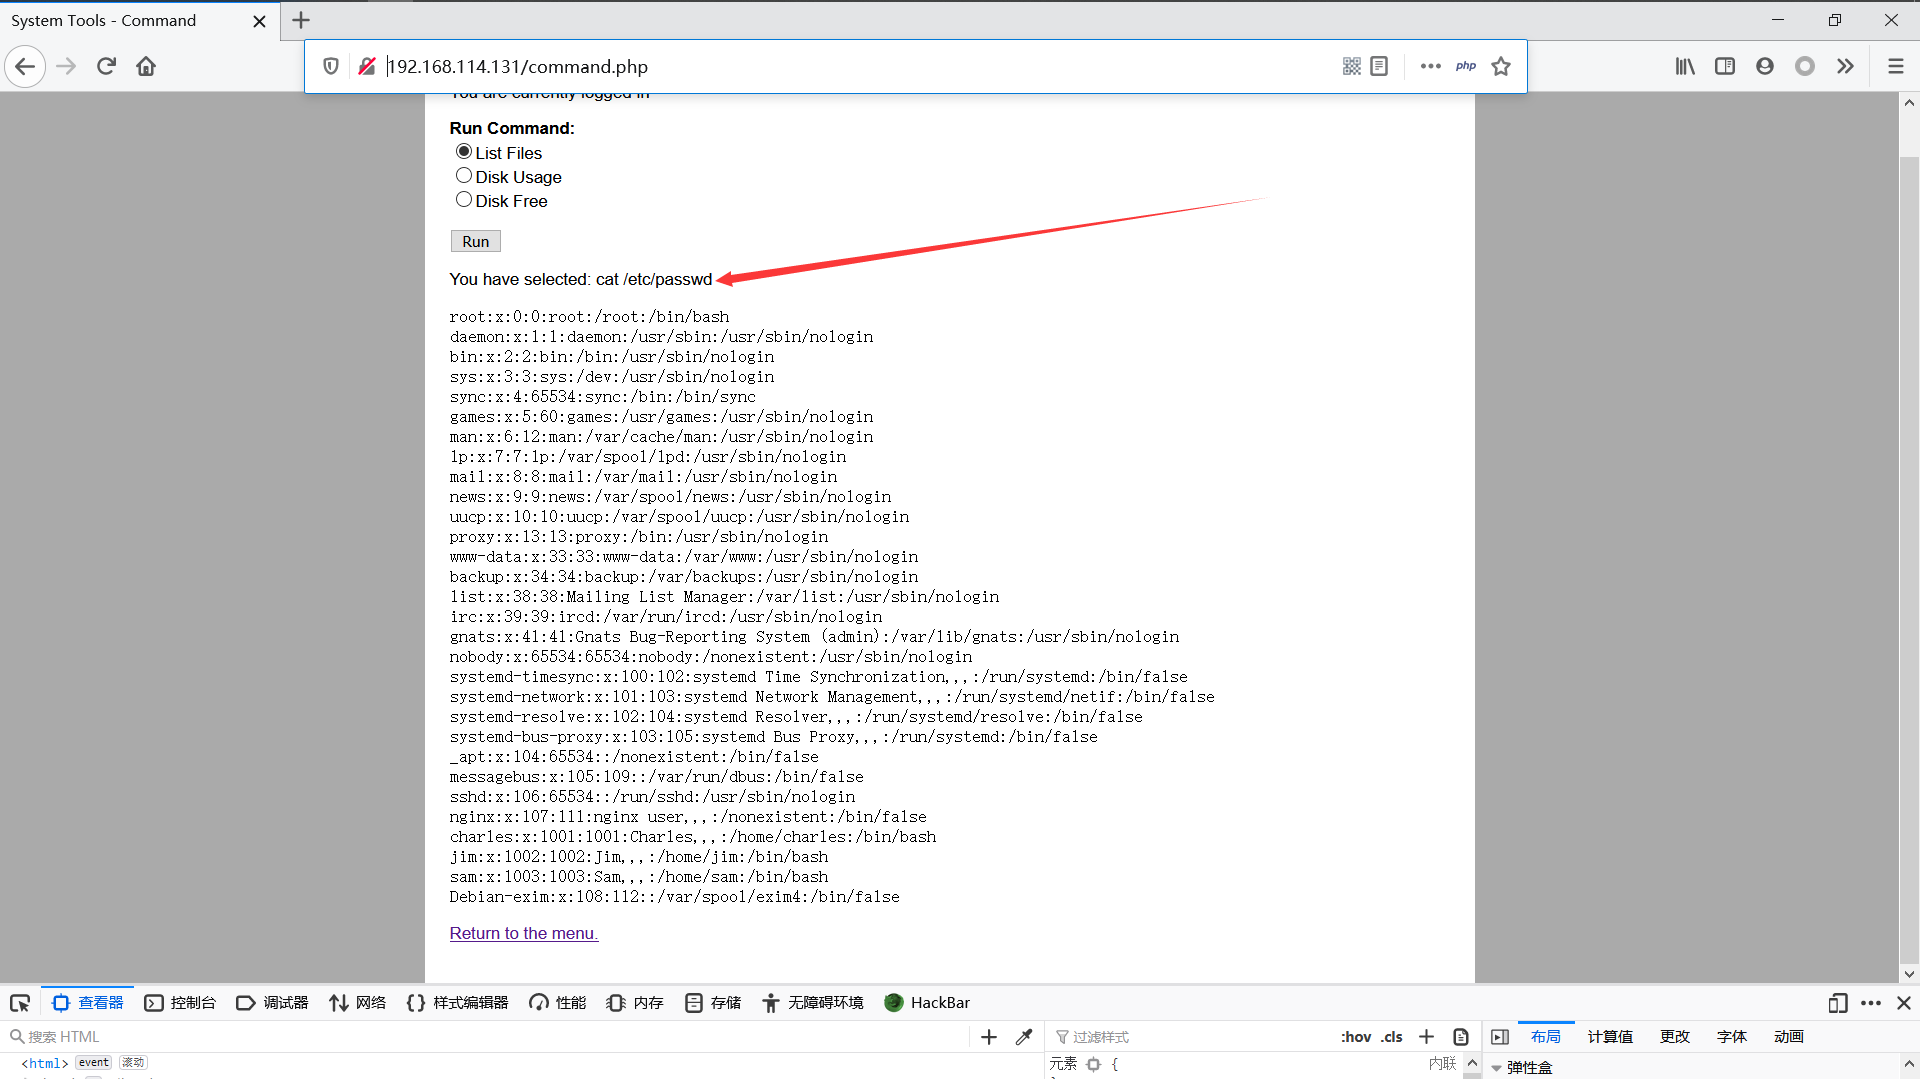 System Tools - Command
192.168.114.131/command.php
php
You are currently logged in
Run Command:
List Files
Disk Usage
Disk Free
Run
You have selected: cat /etc/passwd
root:x:0:0:root:/root:/bin/bash
daemon:x:1:1:daemon:/usr/sbin:/usr/sbin/nologin
bin:x:2:2:bin:/bin:/usr/sbin/nologin
sys:x:3:3:sys:/dev:/usr/sbin/nologin
sync:x:4:65534:sync:/bin:/bin/sync
games:x:5:60:games:/usr/games:/usr/sbin/nologin
man:x:6:12:man:/var/cache/man:/usr/sbin/nologin
lp:x:7:7:lp:/var/spool/lpd:/usr/sbin/nologin
mail:x:8:8:mail:/var/mail:/usr/sbin/nologin
news:x:9:9:news:/var/spool/news:/usr/sbin/nologin
uucp:x:10:10:uucp:/var/spool/uucp:/usr/sbin/nologin
proxy:x:13:13:proxy:/bin:/usr/sbin/nologin
www-data:x:33:33:www-data:/var/www:/usr/sbin/nologin
backup:x:34:34:backup:/var/backups:/usr/sbin/nologin
list:x:38:38:Mailing List Manager:/var/list:/usr/sbin/nologin
irc:x:39:39:ircd:/var/run/ircd:/usr/sbin/nologin
gnats:x:41:41:Gnats Bug-Reporting System (admin):/var/lib/gnats:/usr/sbin/nologin
nobody:x:65534:65534:nobody:/nonexistent:/usr/sbin/nologin
systemd-timesync:x:100:102:systemd Time Synchronization,,,:/run/systemd:/bin/false
systemd-network:x:101:103:systemd Network Management,,,:/run/systemd/netif:/bin/false
systemd-resolve:x:102:104:systemd Resolver,,,:/run/systemd/resolve:/bin/false
systemd-bus-proxy:x:103:105:systemd Bus Proxy,,,:/run/systemd:/bin/false
_apt:x:104:65534::/nonexistent:/bin/false
messagebus:x:105:109::/var/run/dbus:/bin/false
sshd:x:106:65534::/run/sshd:/usr/sbin/nologin
nginx:x:107:111:nginx user,,,:/nonexistent:/bin/false
charles:x:1001:1001:Charles,,,:/home/charles:/bin/bash
jim:x:1002:1002:Jim,,,:/home/jim:/bin/bash
sam:x:1003:1003:Sam,,,:/home/sam:/bin/bash
Debian-exim:x:108:112::/var/spool/exim4:/bin/false
Return to the menu.
查看器 控制台 调试器 网络 样式编辑器 性能 内存 存储 无障碍环境 HackBar
搜索 HTML 过滤样式 :hov .cls 布局 计算值 更改 字体 动画
<html> event 滚动 元素 { 内联 弹性盒